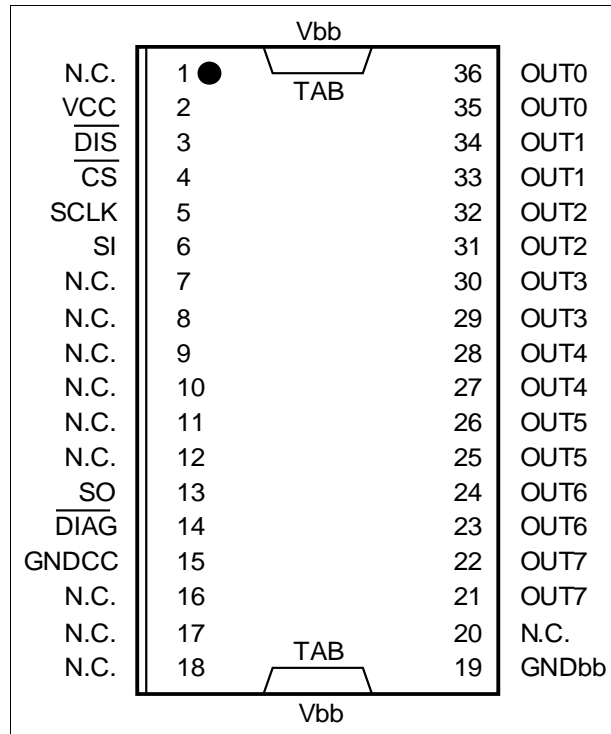 Vbb
N.C. 1 TAB 36 OUT0
VCC 2 35 OUT0
DIS 3 34 OUT1
CS 4 33 OUT1
SCLK 5 32 OUT2
SI 6 31 OUT2
N.C. 7 30 OUT3
N.C. 8 29 OUT3
N.C. 9 28 OUT4
N.C. 10 27 OUT4
N.C. 11 26 OUT5
N.C. 12 25 OUT5
SO 13 24 OUT6
DIAG 14 23 OUT6
GNDCC 15 22 OUT7
N.C. 16 21 OUT7
N.C. 17 20 N.C.
N.C. 18 TAB 19 GNDbb
Vbb